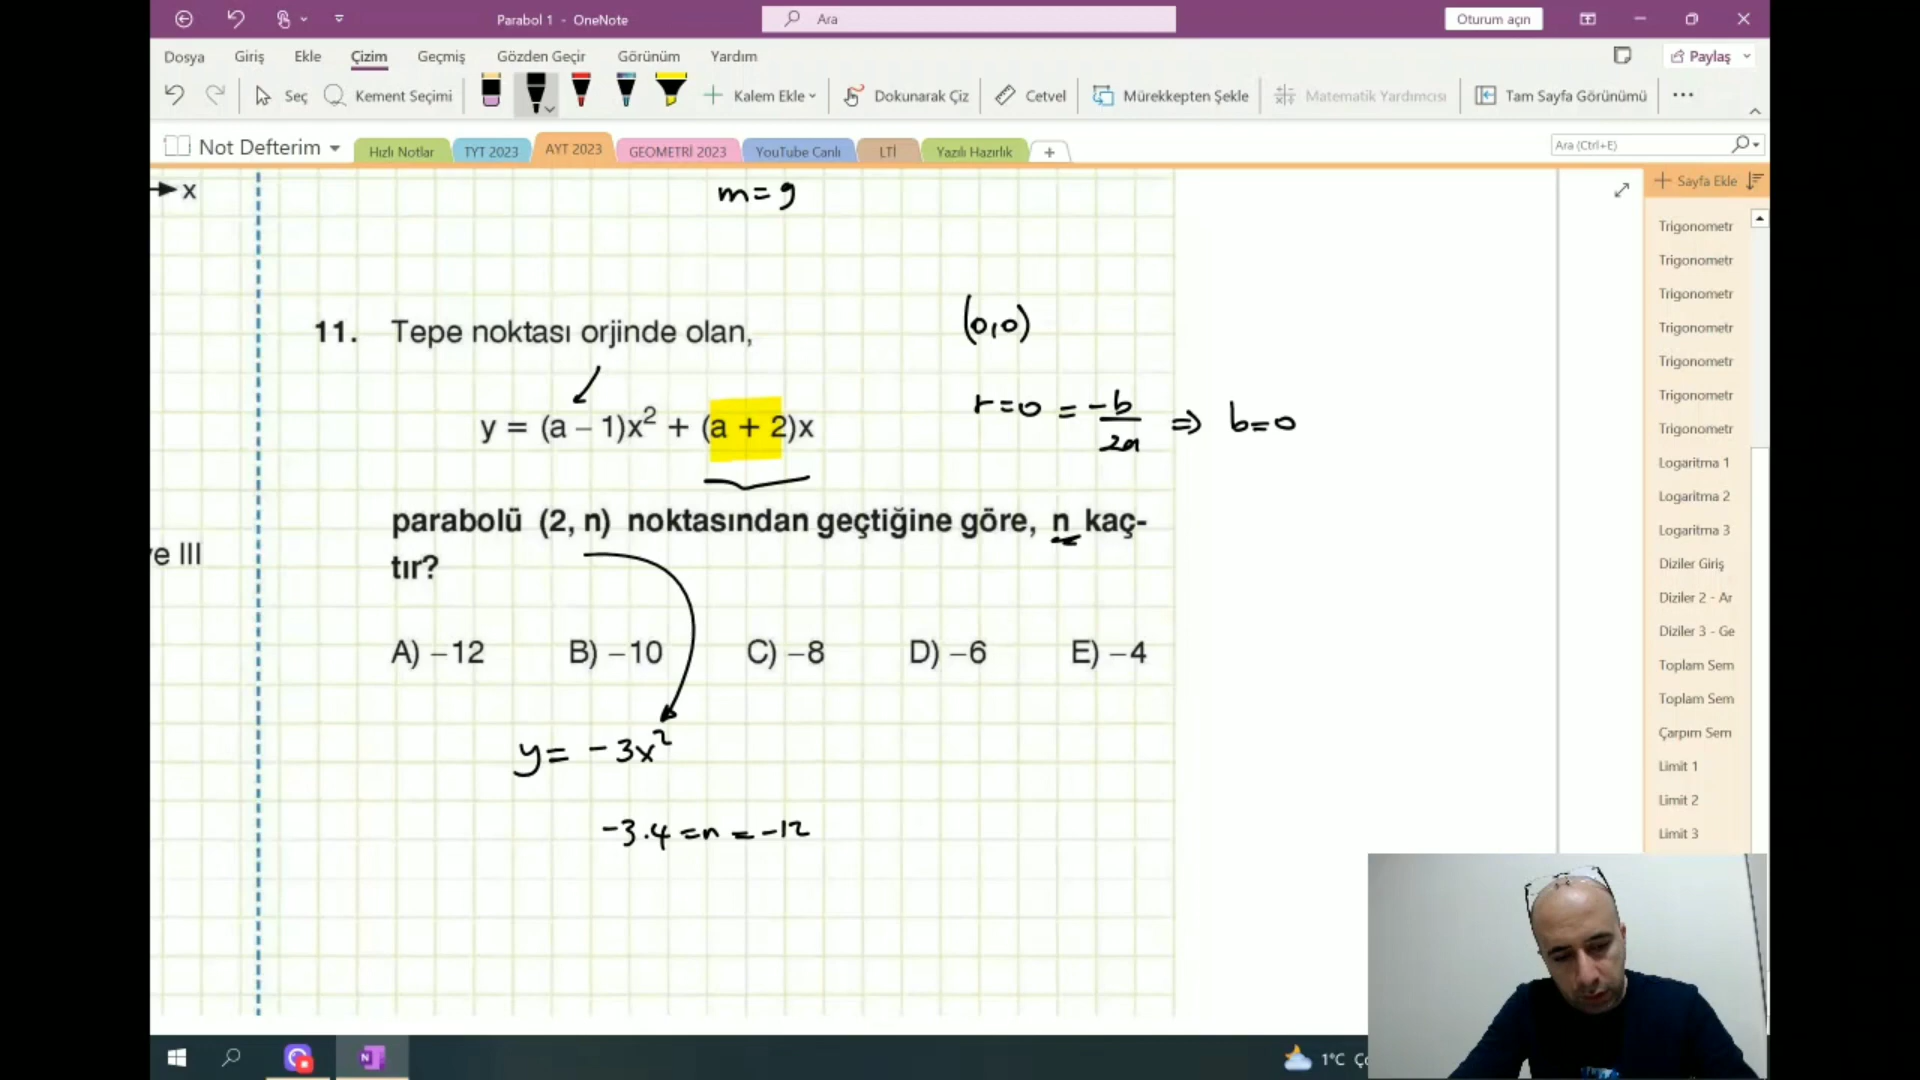 Parabol 1 - OneNote
Ara
Oturum açın
Dosya Giriş Ekle Çizim Geçmiş Gözden Geçir Görünüm Yardım
Paylaş
Seç Kement Seçimi Kalem Ekle Dokunarak Çiz Cetvel Mürekkepten Şekle Matematik Yardımcısı Tam Sayfa Görünümü
Not Defterim Hızlı Notlar TYT 2023 AYT 2023 GEOMETRİ 2023 YouTube Canlı LTİ Yazılı Hazırlık
Ara (Ctrl+E)
Sayfa Ekle
x
m = 9
11. Tepe noktası orjinde olan,
(0,0)
y = (a – 1)x² + (a + 2)x
r = 0 = -b/2a ⇒ b = 0
parabolü (2, n) noktasından geçtiğine göre, n kaç-
tır?
e III
A) –12 B) –10 C) –8 D) –6 E) –4
y = -3x²
-3.4 = n = -12
Trigonometr
Trigonometr
Trigonometr
Trigonometr
Trigonometr
Trigonometr
Trigonometr
Logaritma 1
Logaritma 2
Logaritma 3
Diziler Giriş
Diziler 2 - Ar
Diziler 3 - Ge
Toplam Sem
Toplam Sem
Çarpım Sem
Limit 1
Limit 2
Limit 3
1°C